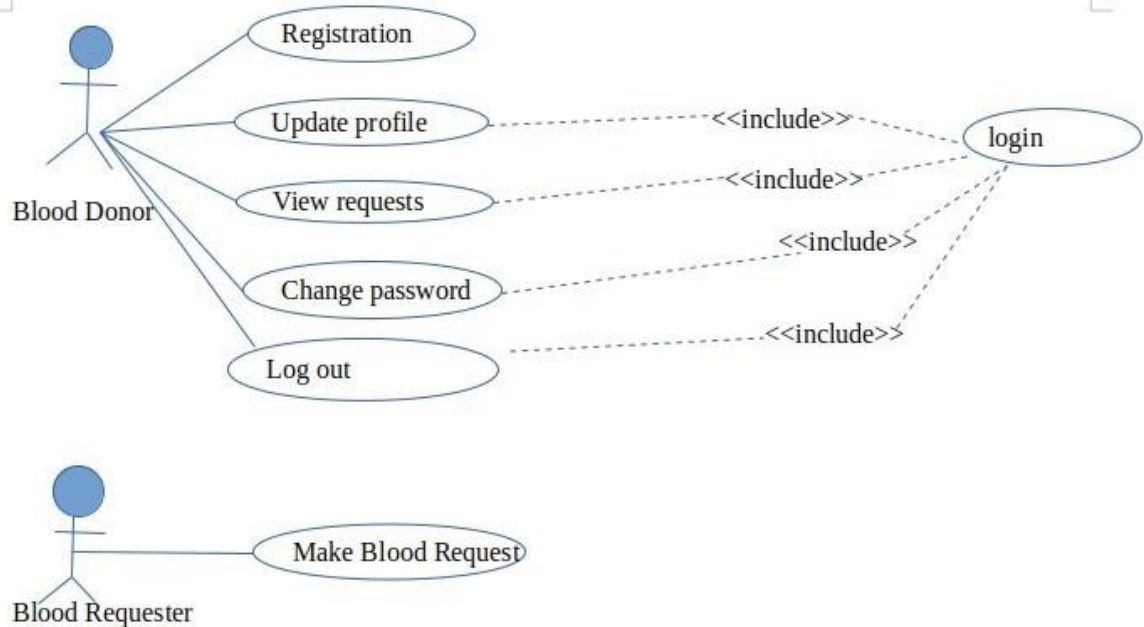 Registration
Update profile
<<include>>
login
View requests
<<include>>
Blood Donor
<<include>>
Change password
<<include>>
Log out
Make Blood Request
Blood Requester